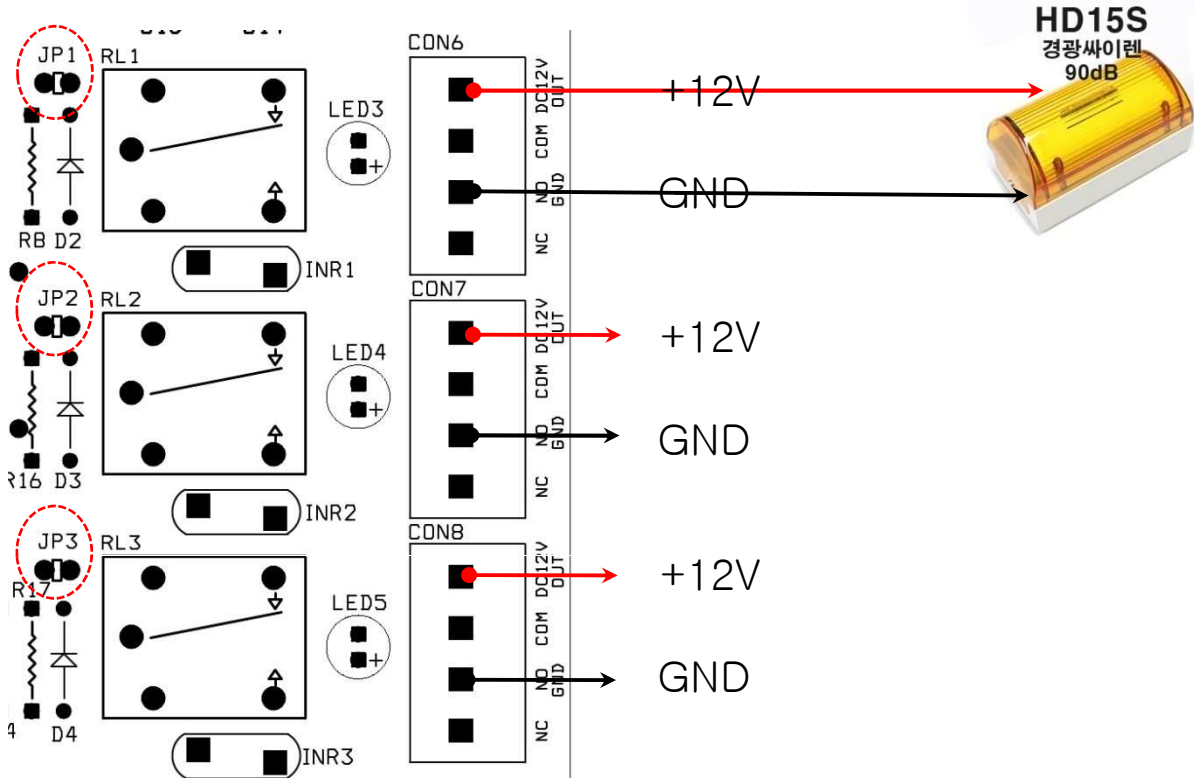 HD15S
경광싸이렌
90dB
JP1
RL1
CON6
LED3
+
DC12V
OUT
COM
NO
GND
NC
+12V
GND
R8 D2
INR1
JP2
RL2
CON7
LED4
+
DC12V
OUT
COM
NO
GND
NC
+12V
GND
R16 D3
INR2
JP3
RL3
CON8
R17
LED5
+
DC12V
OUT
COM
NO
GND
NC
+12V
GND
4 D4
INR3